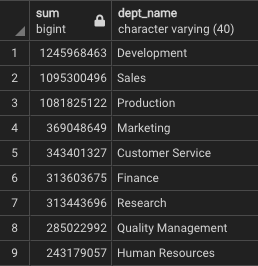 sum dept_name
bigint character varying (40)
1 1245968463 Development
2 1095300496 Sales
3 1081825122 Production
4 369048649 Marketing
5 343401327 Customer Service
6 313603675 Finance
7 313443696 Research
8 285022992 Quality Management
9 243179057 Human Resources